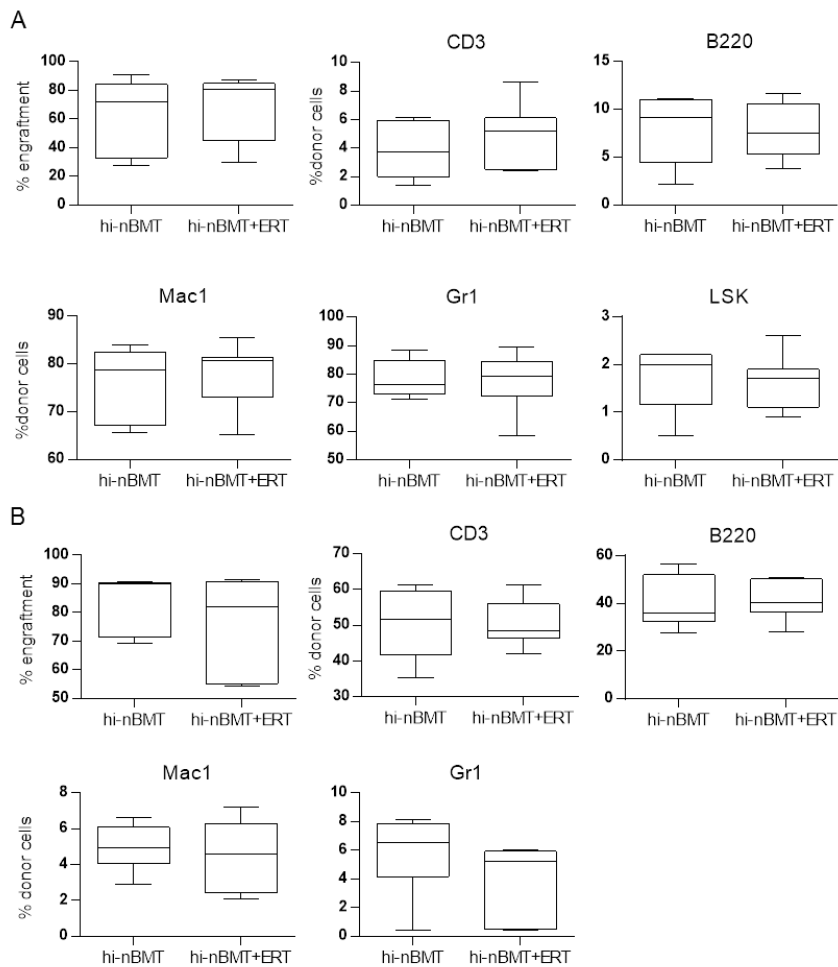 A
CD3
B220
% engraftment
100
80
60
40
20
0
hi-nBMT
hi-nBMT+ERT
%donor cells
10
8
6
4
2
0
hi-nBMT
hi-nBMT+ERT
15
10
5
0
hi-nBMT
hi-nBMT+ERT
Mac1
Gr1
LSK
%donor cells
90
80
70
60
hi-nBMT
hi-nBMT+ERT
100
90
80
70
60
50
hi-nBMT
hi-nBMT+ERT
3
2
1
0
hi-nBMT
hi-nBMT+ERT
B
CD3
B220
% engraftment
100
90
80
70
60
50
hi-nBMT
hi-nBMT+ERT
% donor cells
70
60
50
40
30
hi-nBMT
hi-nBMT+ERT
60
40
20
0
hi-nBMT
hi-nBMT+ERT
Mac1
Gr1
% donor cells
8
6
4
2
0
hi-nBMT
hi-nBMT+ERT
10
8
6
4
2
0
hi-nBMT
hi-nBMT+ERT